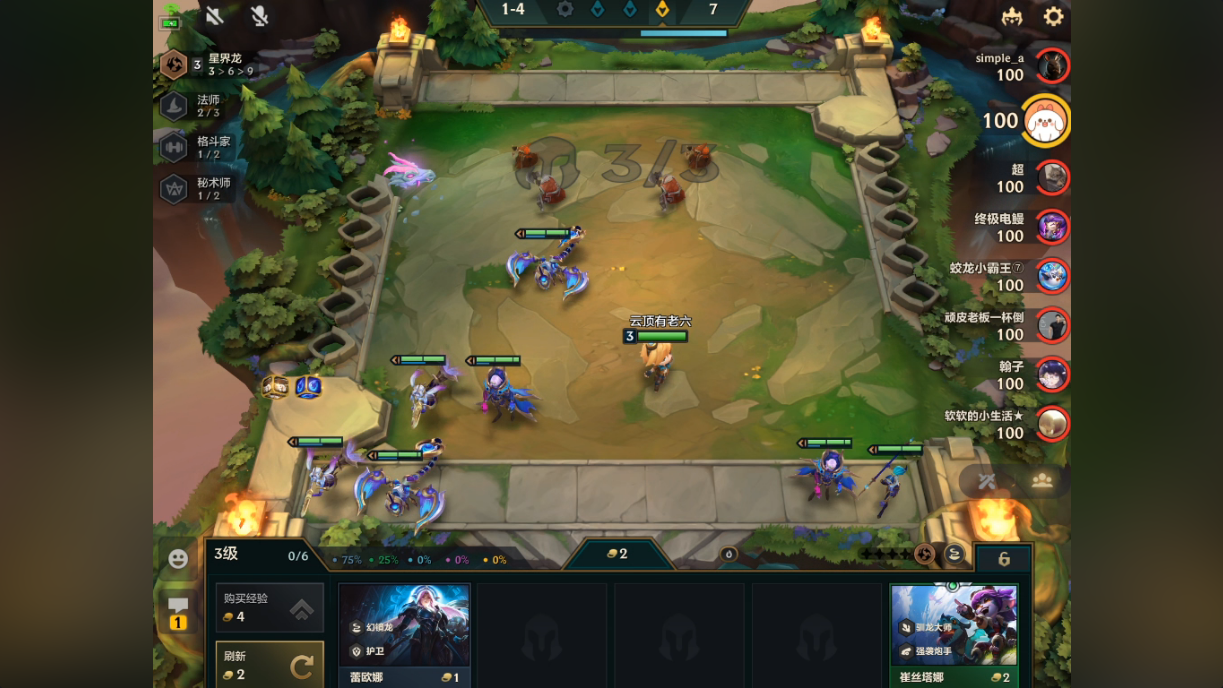 1-4
7
3 星界龙
3 > 6 > 9
法师
2 / 3
格斗家
1 / 2
秘术师
1 / 2
3/3
云顶有老六
3
simple_a
100
100
超
100
终极电鳗
100
蛟龙小霸王⑦
100
顽皮老板一杯倒
100
翰子
100
软软的小生活★
100
3级
0/6
75% 25% 0% 0% 0%
2
6
1
购买经验
4
刷新
2
幻镜龙
护卫
蕾欧娜
1
驯龙大师
强袭炮手
崔丝塔娜
2